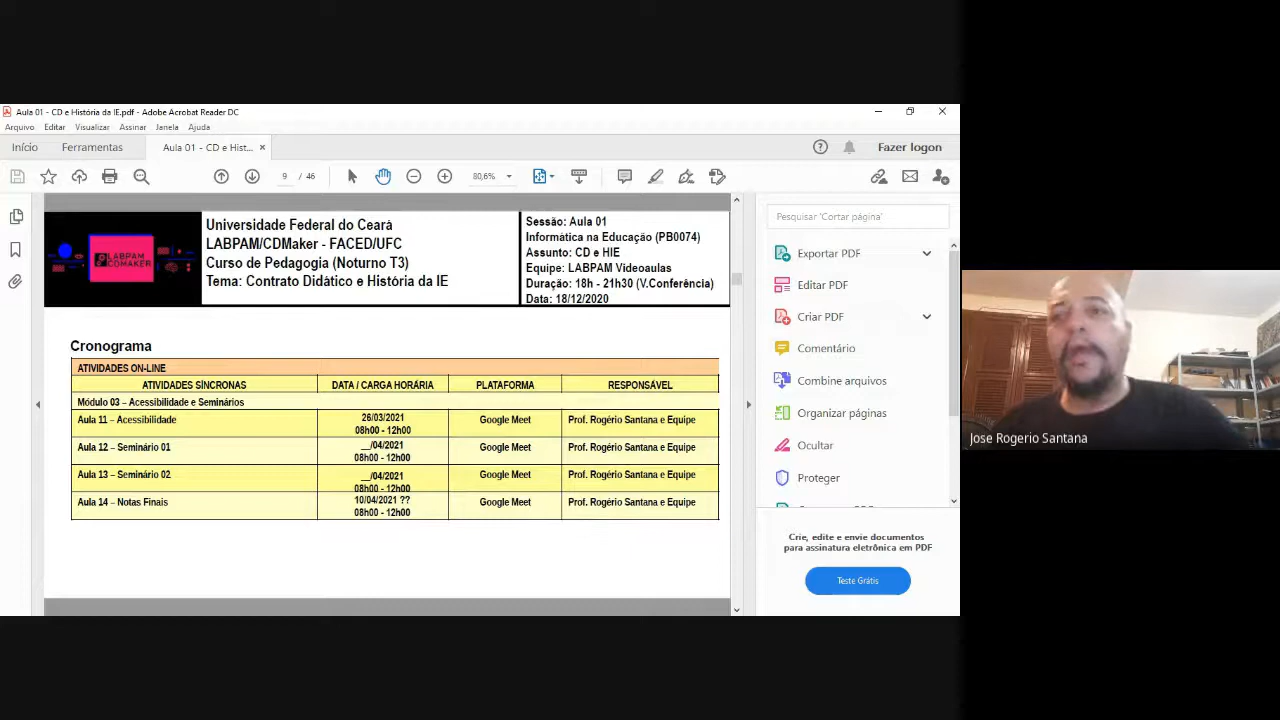 Aula 01 - CD e História da IE.pdf - Adobe Acrobat Reader DC
Arquivo Editar Visualizar Assinar Janela Ajuda
Início Ferramentas Aula 01 - CD e Hist... × Fazer logon
9 / 46 80,6%
Universidade Federal do Ceará
LABPAM/CDMaker - FACED/UFC
Curso de Pedagogia (Noturno T3)
Tema: Contrato Didático e História da IE
LABPAM
CDMAKER
Sessão: Aula 01
Informática na Educação (PB0074)
Assunto: CD e HIE
Equipe: LABPAM Videoaulas
Duração: 18h - 21h30 (V.Conferência)
Data: 18/12/2020
Cronograma
ATIVIDADES ON-LINE
ATIVIDADES SÍNCRONAS DATA / CARGA HORÁRIA PLATAFORMA RESPONSÁVEL
Módulo 03 – Acessibilidade e Seminários
Aula 11 – Acessibilidade 26/03/2021 08h00 - 12h00 Google Meet Prof. Rogério Santana e Equipe
Aula 12 – Seminário 01 __/04/2021 08h00 - 12h00 Google Meet Prof. Rogério Santana e Equipe
Aula 13 – Seminário 02 __/04/2021 08h00 - 12h00 Google Meet Prof. Rogério Santana e Equipe
Aula 14 – Notas Finais 10/04/2021 ?? 08h00 - 12h00 Google Meet Prof. Rogério Santana e Equipe
Pesquisar 'Cortar página'
Exportar PDF
Editar PDF
Criar PDF
Comentário
Combine arquivos
Organizar páginas
Ocultar
Proteger
Crie, edite e envie documentos
para assinatura eletrônica em PDF
Teste Grátis
Jose Rogerio Santana